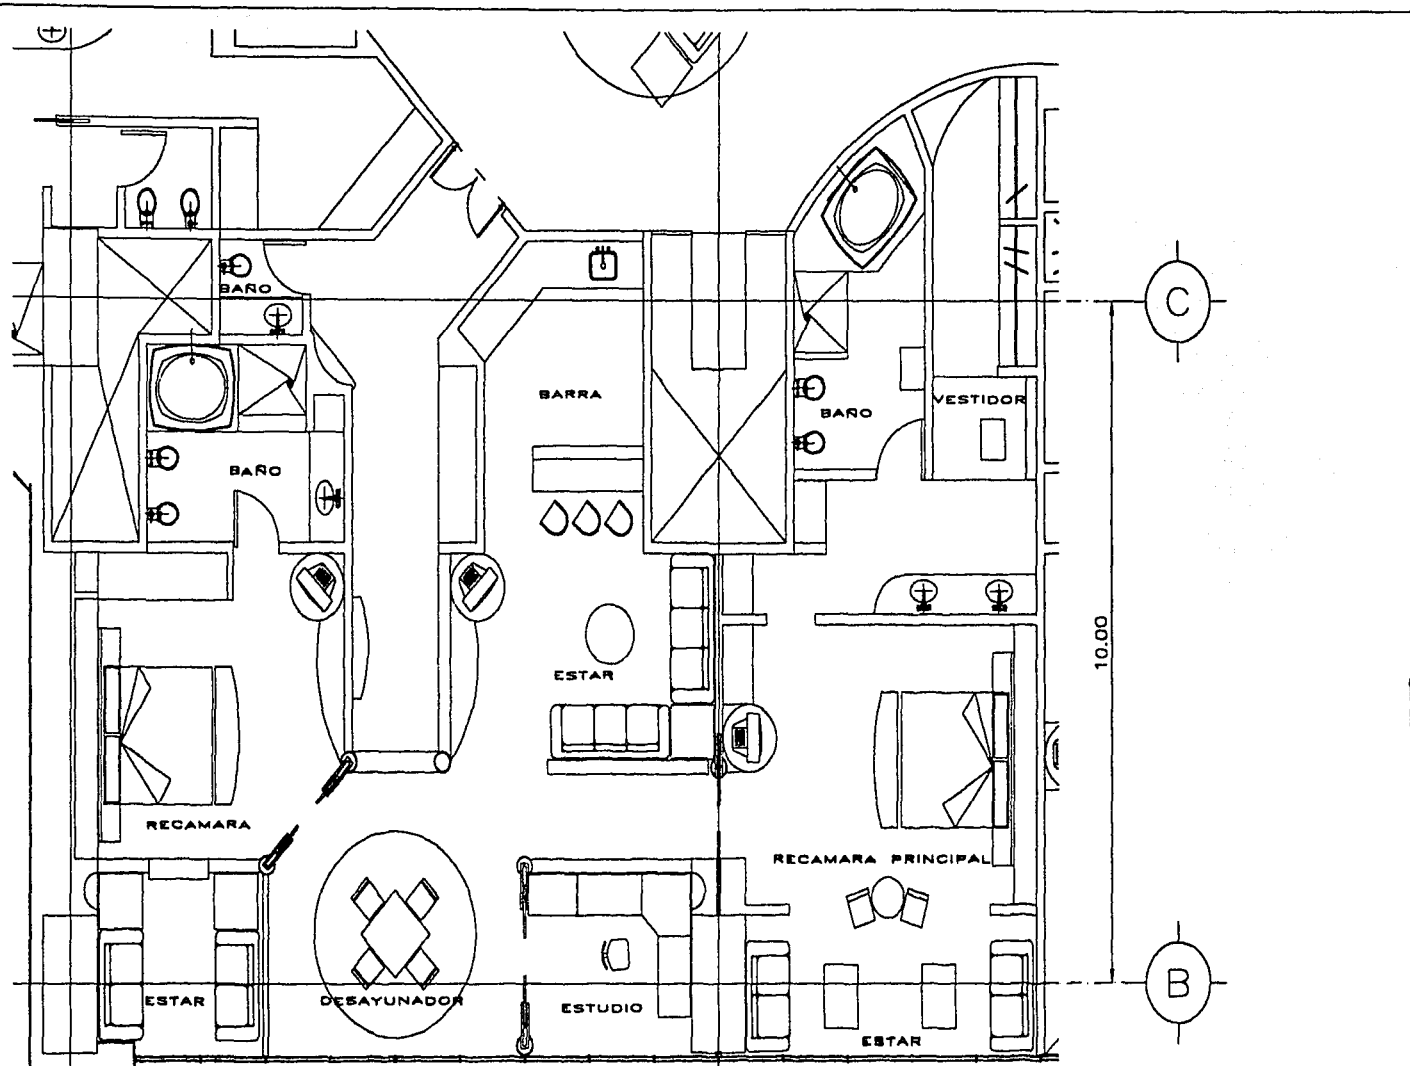 BAÑO
C
BARRA
VESTIDOR
BAÑO
BAÑO
10.00
ESTAR
RECAMARA
RECAMARA PRINCIPAL
B
ESTAR
DESAYUNADOR
ESTUDIO
ESTAR